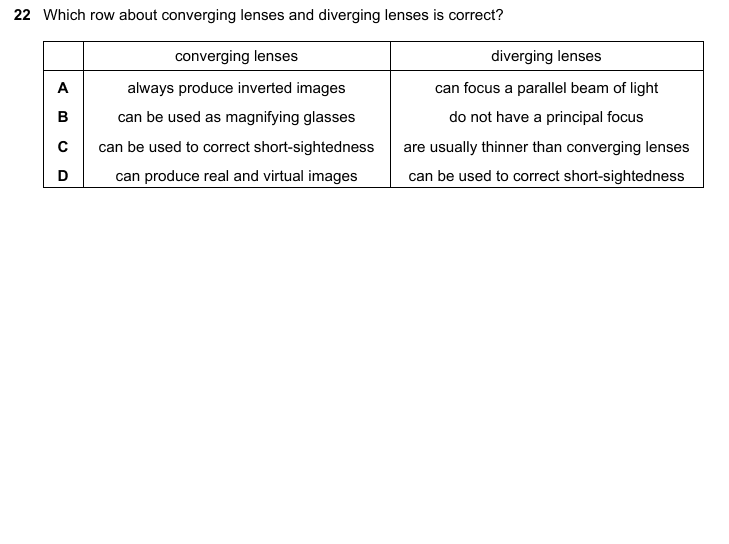 22 Which row about converging lenses and diverging lenses is correct?
converging lenses diverging lenses
A always produce inverted images can focus a parallel beam of light
B can be used as magnifying glasses do not have a principal focus
C can be used to correct short-sightedness are usually thinner than converging lenses
D can produce real and virtual images can be used to correct short-sightedness